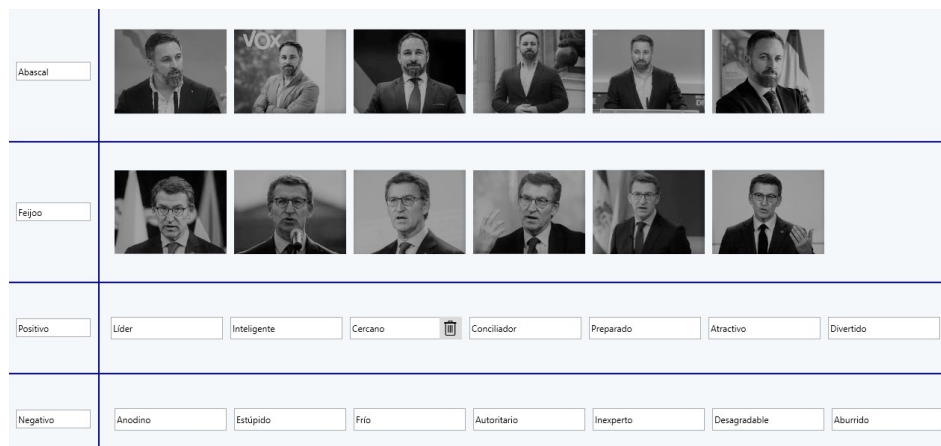 Abascal
VOX
Feijoo
Positivo Líder Inteligente Cercano Conciliador Preparado Atractivo Divertido
Negativo Anodino Estúpido Frío Autoritario Inexperto Desagradable Aburrido